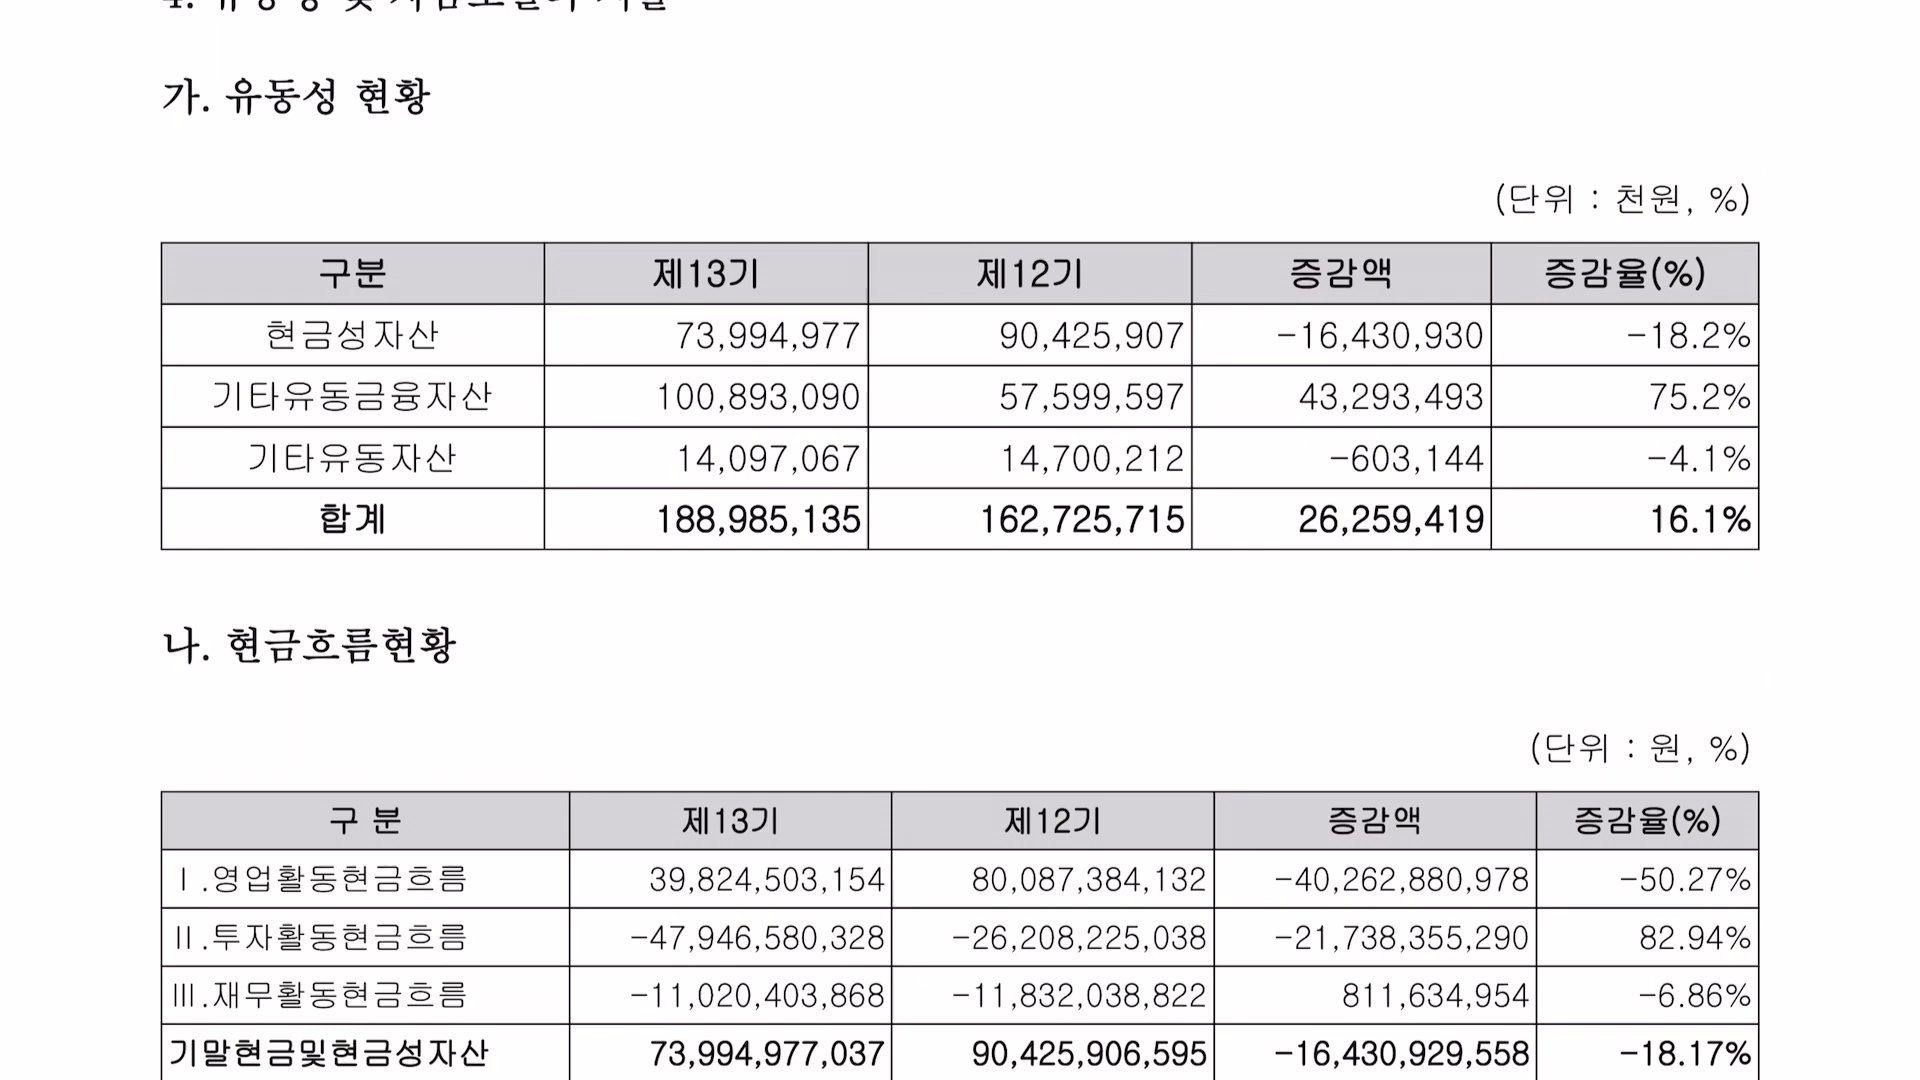 가. 유동성 현황
(단위 : 천원, %)
구분 제13기 제12기 증감액 증감율(%)
현금성자산 73,994,977 90,425,907 -16,430,930 -18.2%
기타유동금융자산 100,893,090 57,599,597 43,293,493 75.2%
기타유동자산 14,097,067 14,700,212 -603,144 -4.1%
합계 188,985,135 162,725,715 26,259,419 16.1%
나. 현금흐름현황
(단위 : 원, %)
구 분 제13기 제12기 증감액 증감율(%)
Ⅰ.영업활동현금흐름 39,824,503,154 80,087,384,132 -40,262,880,978 -50.27%
Ⅱ.투자활동현금흐름 -47,946,580,328 -26,208,225,038 -21,738,355,290 82.94%
Ⅲ.재무활동현금흐름 -11,020,403,868 -11,832,038,822 811,634,954 -6.86%
기말현금및현금성자산 73,994,977,037 90,425,906,595 -16,430,929,558 -18.17%